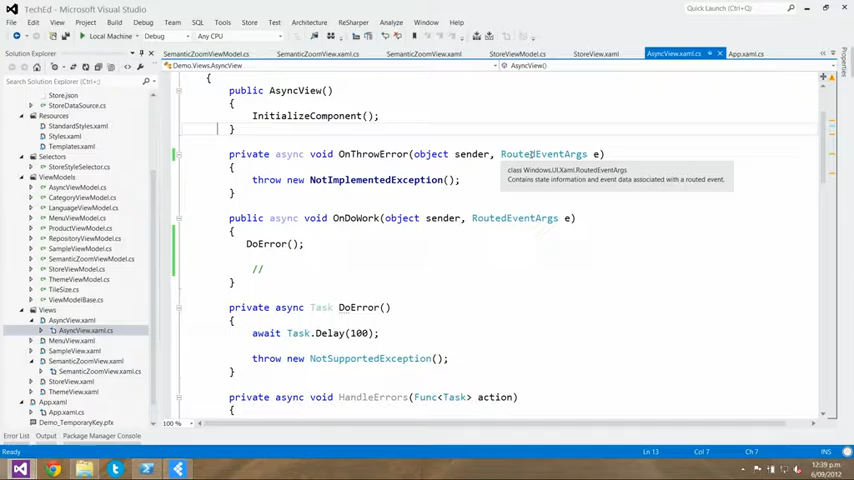 TechEd - Microsoft Visual Studio
Quick Launch (Ctrl+Q)
File Edit View Project Build Debug Team SQL Tools Store Test Architecture ReSharper Analyze Window Help
Local Machine Debug Any CPU
Solution Explorer
SemanticZoomViewModel.cs SemanticZoomView.xaml.cs SemanticZoomView.xaml StoreViewModel.cs StoreView.xaml AsyncView.xaml.cs App.xaml.cs
Demo.Views.AsyncView
AsyncView()
Search Solution Explorer (Ctrl+;)
Store.json
StoreDataSource.cs
Resources
StandardStyles.xaml
Styles.xaml
Templates.xaml
Selectors
StoreStyleSelector.cs
ViewModels
AsyncViewModel.cs
CategoryViewModel.cs
LanguageViewModel.cs
MenuViewModel.cs
ProductViewModel.cs
RepositoryViewModel.cs
SampleViewModel.cs
SemanticZoomViewModel.cs
StoreViewModel.cs
ThemeViewModel.cs
TileSize.cs
ViewModelBase.cs
Views
AsyncView.xaml
AsyncView.xaml.cs
MenuView.xaml
SampleView.xaml
SemanticZoomView.xaml
SemanticZoomView.xaml.cs
StoreView.xaml
ThemeView.xaml
App.xaml
App.xaml.cs
Demo_TemporaryKey.pfx
{
public AsyncView()
{
InitializeComponent();
}
private async void OnThrowError(object sender, RoutedEventArgs e)
{
class Windows.UI.Xaml.RoutedEventArgs
Contains state information and event data associated with a routed event.
throw new NotImplementedException();
}
public async void OnDoWork(object sender, RoutedEventArgs e)
{
DoError();
//
}
private async Task DoError()
{
await Task.Delay(100);
throw new NotSupportedException();
}
private async void HandleErrors(Func<Task> action)
{
Properties
100 %
Error List Output Package Manager Console
Ready
Ln 13 Col 7 Ch 7 INS
12:39 p.m.
6/09/2012